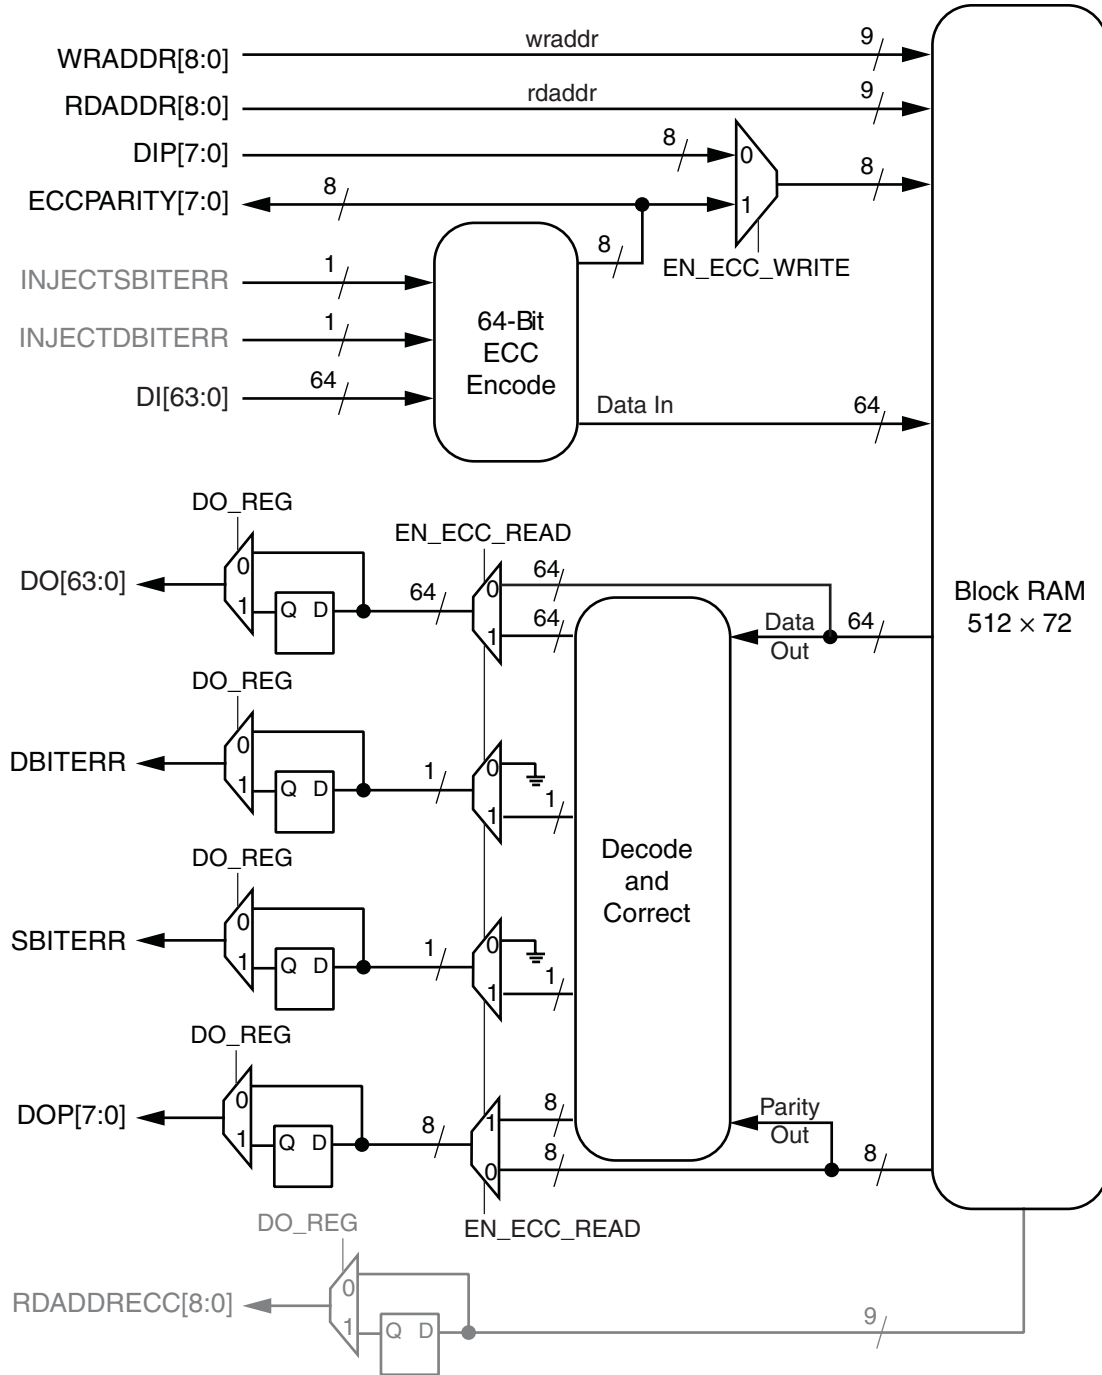 WRADDR[8:0]
wraddr
9
RDADDR[8:0]
rdaddr
9
DIP[7:0]
8
0
8
ECCPARITY[7:0]
8
1
8
EN_ECC_WRITE
INJECTSBITERR
1
INJECTDBITERR
1
64-Bit
ECC
Encode
DI[63:0]
64
Data In
64
DO_REG
EN_ECC_READ
DO[63:0]
0
1
Q D
64
0
1
64
64
Data
Out
64
Block RAM
512 × 72
DO_REG
DBITERR
0
1
Q D
1
0
1
1
Decode
and
Correct
DO_REG
SBITERR
0
1
Q D
1
0
1
1
DO_REG
DOP[7:0]
0
1
Q D
8
1
0
8
8
Parity
Out
8
EN_ECC_READ
DO_REG
RDADDRECC[8:0]
0
1
Q D
9